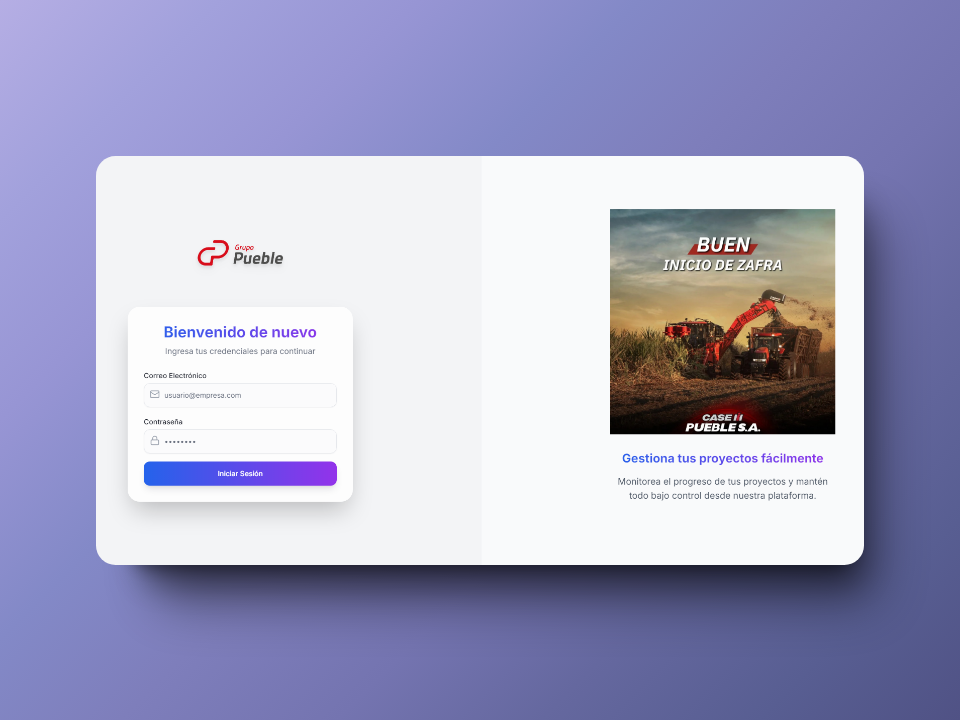 Grupo
Pueble
Bienvenido de nuevo
Ingresa tus credenciales para continuar
Correo Electrónico
usuario@empresa.com
Contraseña
••••••••
Iniciar Sesión
BUEN
INICIO DE ZAFRA
CASE IH
PUEBLE S.A.
Gestiona tus proyectos fácilmente
Monitorea el progreso de tus proyectos y mantén
todo bajo control desde nuestra plataforma.